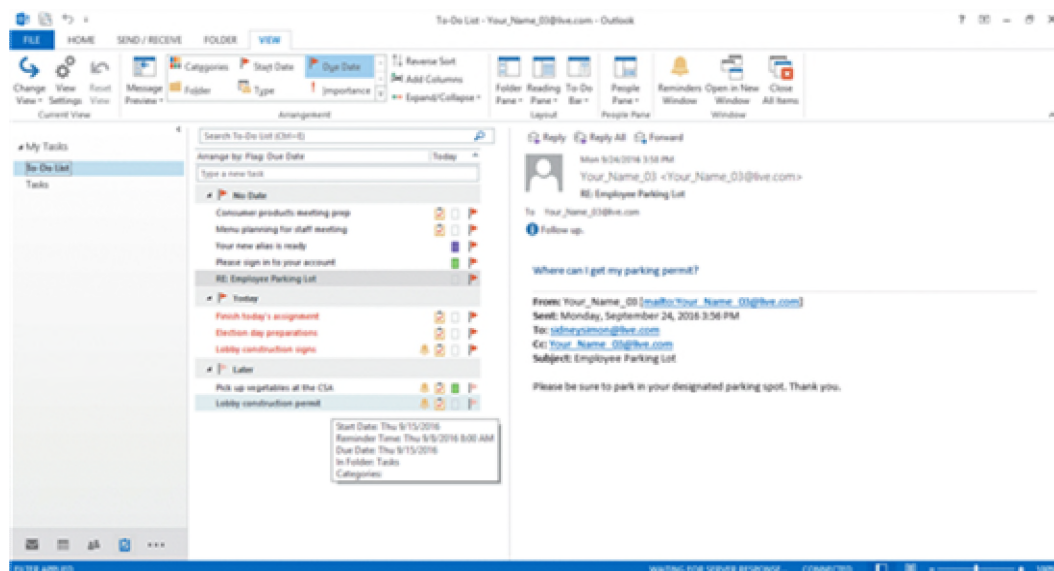 To-Do List - Your_Name_03@live.com - Outlook
FILE HOME SEND / RECEIVE FOLDER VIEW
Change View View Settings Reset View
Message Preview
Categories Start Date Due Date
Folder Type Importance
Reverse Sort
Add Columns
Expand/Collapse
Folder Pane Reading Pane To-Do Bar
People Pane
Reminders Window Open in New Window Close All Items
Current View Arrangement Layout People Pane Window
My Tasks
To-Do List
Tasks
Search To-Do List (Ctrl+E)
Arrange by: Flag: Due Date Today
Type a new task
No Date
Consumer products meeting prep
Menu planning for staff meeting
Your new alias is ready
Please sign in to your account
RE: Employee Parking Lot
Today
Finish today's assignment
Election day preparations
Lobby construction signs
Later
Pick up vegetables at the CSA
Lobby construction permit
Start Date: Thu 9/15/2016
Reminder Time: Thu 9/8/2016 8:00 AM
Due Date: Thu 9/15/2016
In Folder: Tasks
Categories:
Reply Reply All Forward
Mon 9/24/2016 3:58 PM
Your_Name_03 <Your_Name_03@live.com>
RE: Employee Parking Lot
To Your_Name_03@live.com
Follow up.
Where can I get my parking permit?
From: Your_Name_03 [mailto:Your_Name_03@live.com]
Sent: Monday, September 24, 2016 3:56 PM
To: sidneysimon@live.com
Cc: Your_Name_03@live.com
Subject: Employee Parking Lot
Please be sure to park in your designated parking spot. Thank you.
FILTER APPLIED
WAITING FOR SERVER RESPONSE... CONNECTED 100%